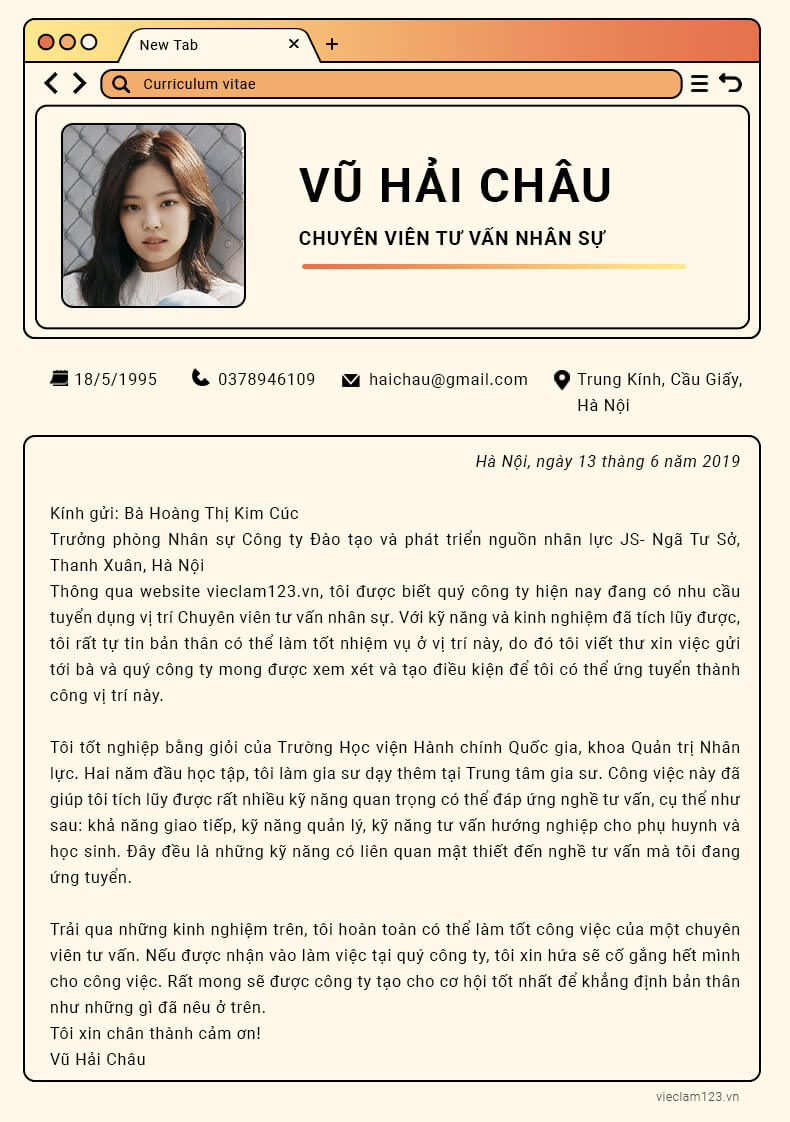 New Tab
Curriculum vitae
VŨ HẢI CHÂU
CHUYÊN VIÊN TƯ VẤN NHÂN SỰ
18/5/1995 0378946109 haichau@gmail.com Trung Kính, Cầu Giấy,
Hà Nội
Hà Nội, ngày 13 tháng 6 năm 2019
Kính gửi: Bà Hoàng Thị Kim Cúc
Trưởng phòng Nhân sự Công ty Đào tạo và phát triển nguồn nhân lực JS- Ngã Tư Sở,
Thanh Xuân, Hà Nội
Thông qua website vieclam123.vn, tôi được biết quý công ty hiện nay đang có nhu cầu
tuyển dụng vị trí Chuyên viên tư vấn nhân sự. Với kỹ năng và kinh nghiệm đã tích lũy được,
tôi rất tự tin bản thân có thể làm tốt nhiệm vụ ở vị trí này, do đó tôi viết thư xin việc gửi
tới bà và quý công ty mong được xem xét và tạo điều kiện để tôi có thể ứng tuyển thành
công vị trí này.
Tôi tốt nghiệp bằng giỏi của Trường Học viện Hành chính Quốc gia, khoa Quản trị Nhân
lực. Hai năm đầu học tập, tôi làm gia sư dạy thêm tại Trung tâm gia sư. Công việc này đã
giúp tôi tích lũy được rất nhiều kỹ năng quan trọng có thể đáp ứng nghề tư vấn, cụ thể như
sau: khả năng giao tiếp, kỹ năng quản lý, kỹ năng tư vấn hướng nghiệp cho phụ huynh và
học sinh. Đây đều là những kỹ năng có liên quan mật thiết đến nghề tư vấn mà tôi đang
ứng tuyển.
Trải qua những kinh nghiệm trên, tôi hoàn toàn có thể làm tốt công việc của một chuyên
viên tư vấn. Nếu được nhận vào làm việc tại quý công ty, tôi xin hứa sẽ cố gắng hết mình
cho công việc. Rất mong sẽ được công ty tạo cho cơ hội tốt nhất để khẳng định bản thân
như những gì đã nêu ở trên.
Tôi xin chân thành cảm ơn!
Vũ Hải Châu
vieclam123.vn